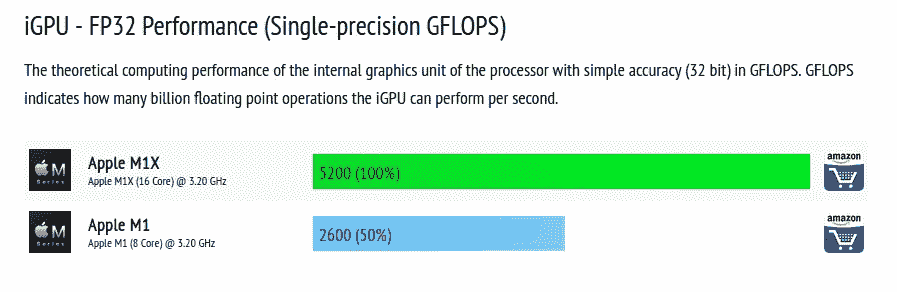 iGPU - FP32 Performance (Single-precision GFLOPS)
The theoretical computing performance of the internal graphics unit of the processor with simple accuracy (32 bit) in GFLOPS. GFLOPS
indicates how many billion floating point operations the iGPU can perform per second.
M
Series
Apple M1X
Apple M1X (16 Core) @ 3.20 GHz
5200 (100%)
amazon
M
Series
Apple M1
Apple M1 (8 Core) @ 3.20 GHz
2600 (50%)
amazon